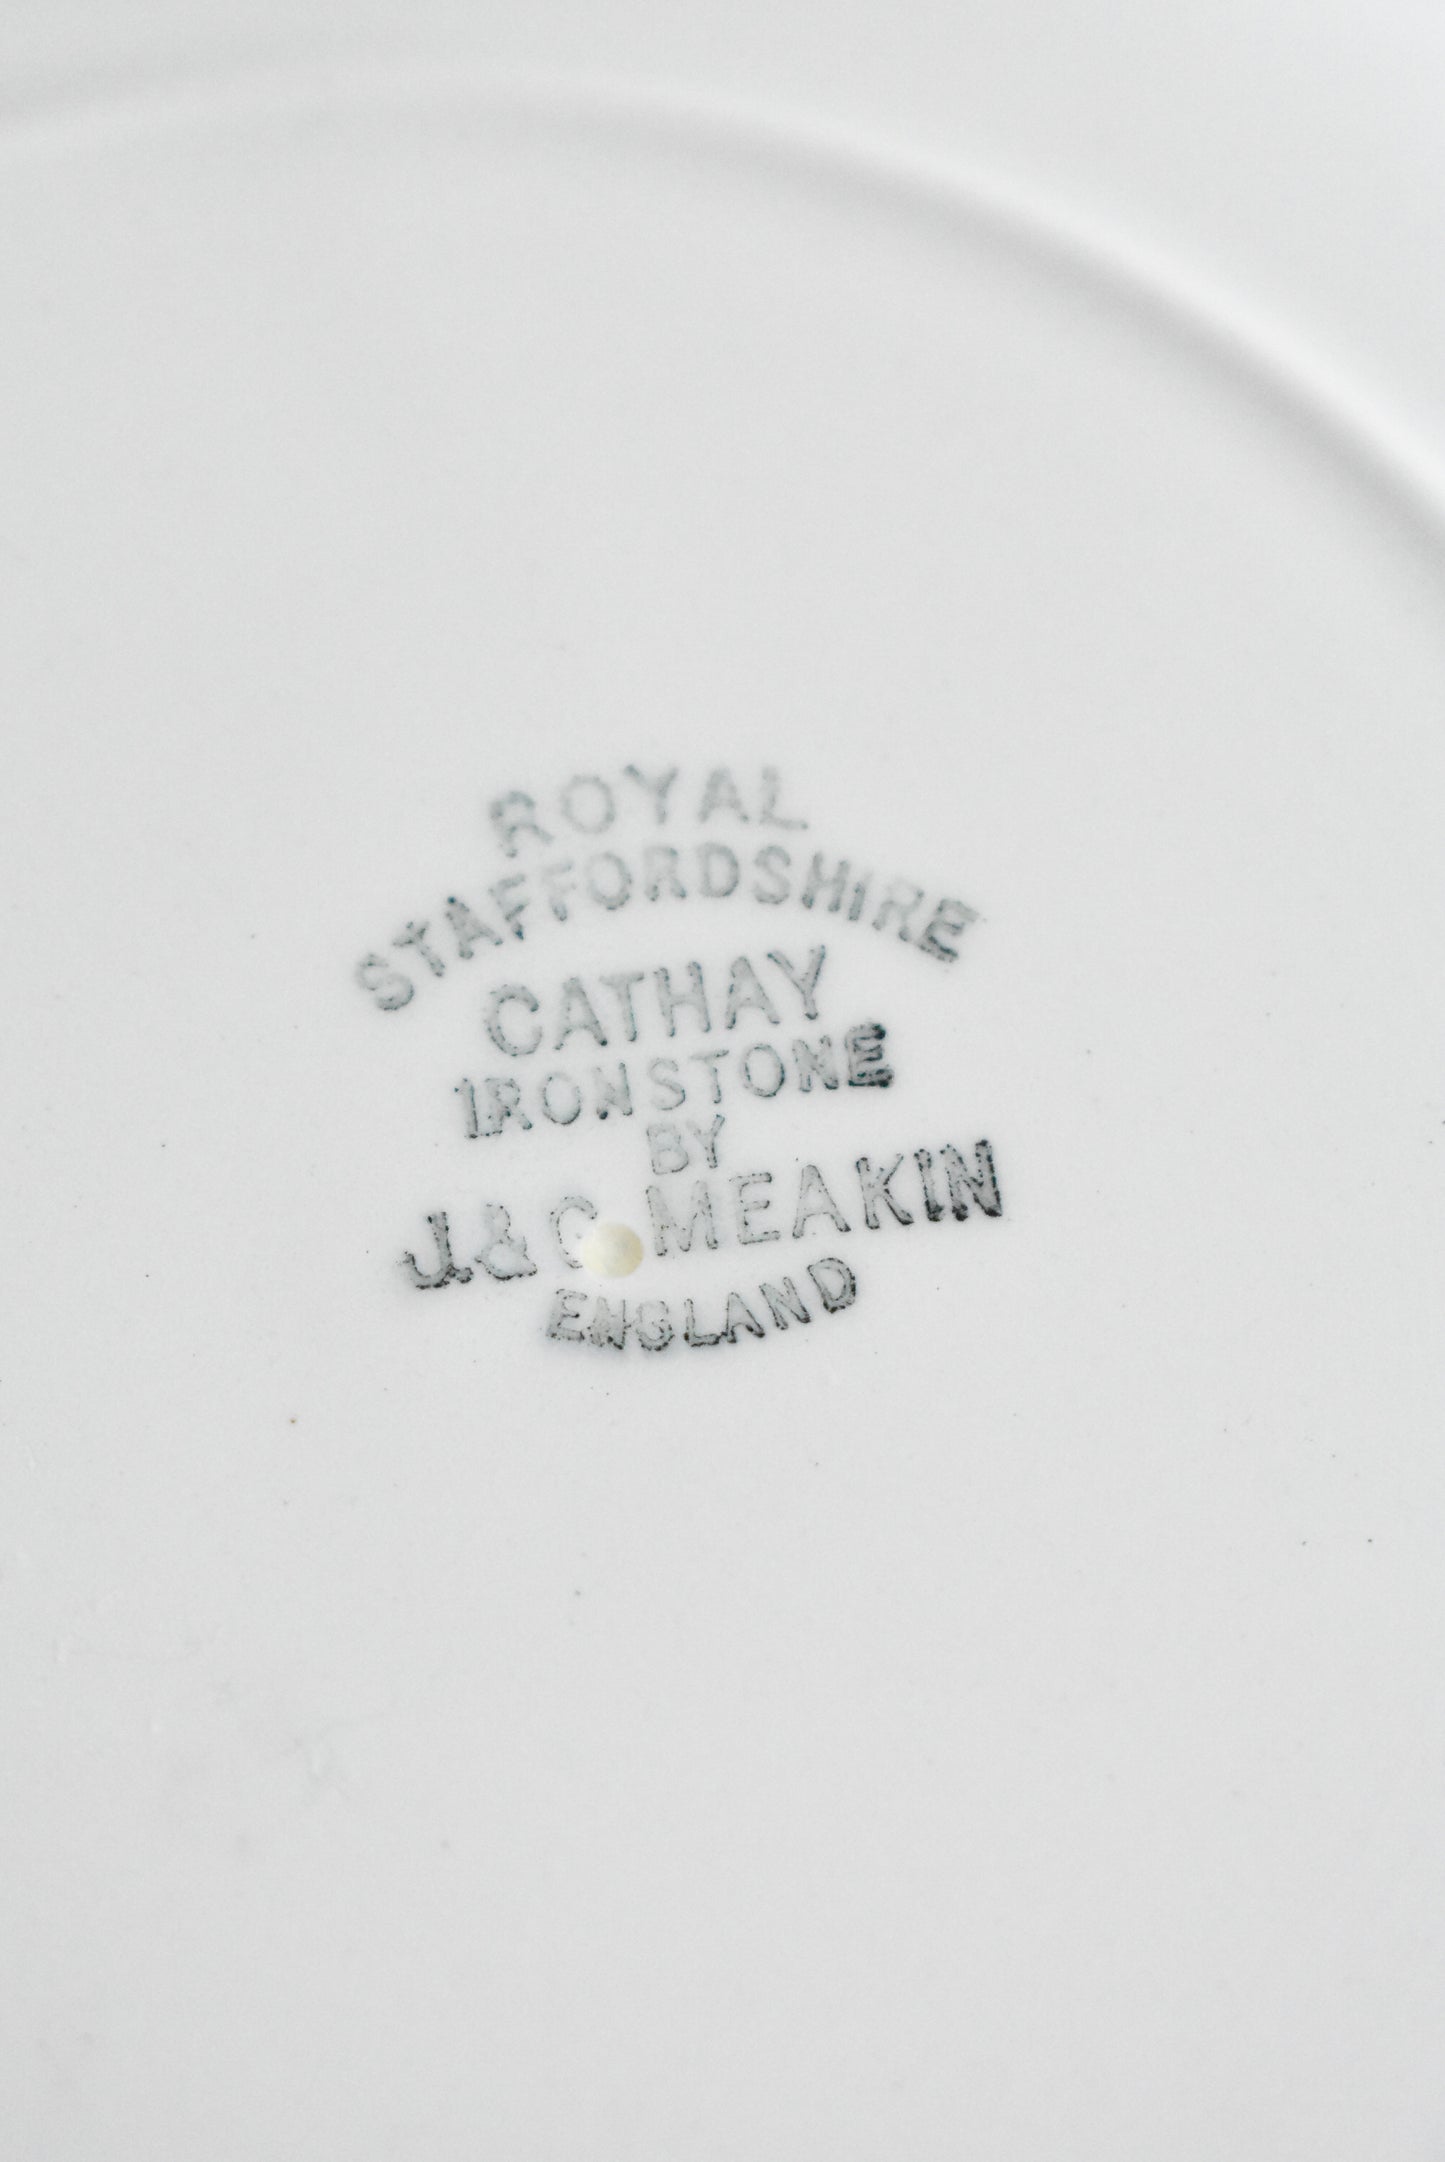 ROYAL
STAFFORDSHIRE
CATHAY
IRONSTONE
BY
J.& G. MEAKIN
ENGLAND